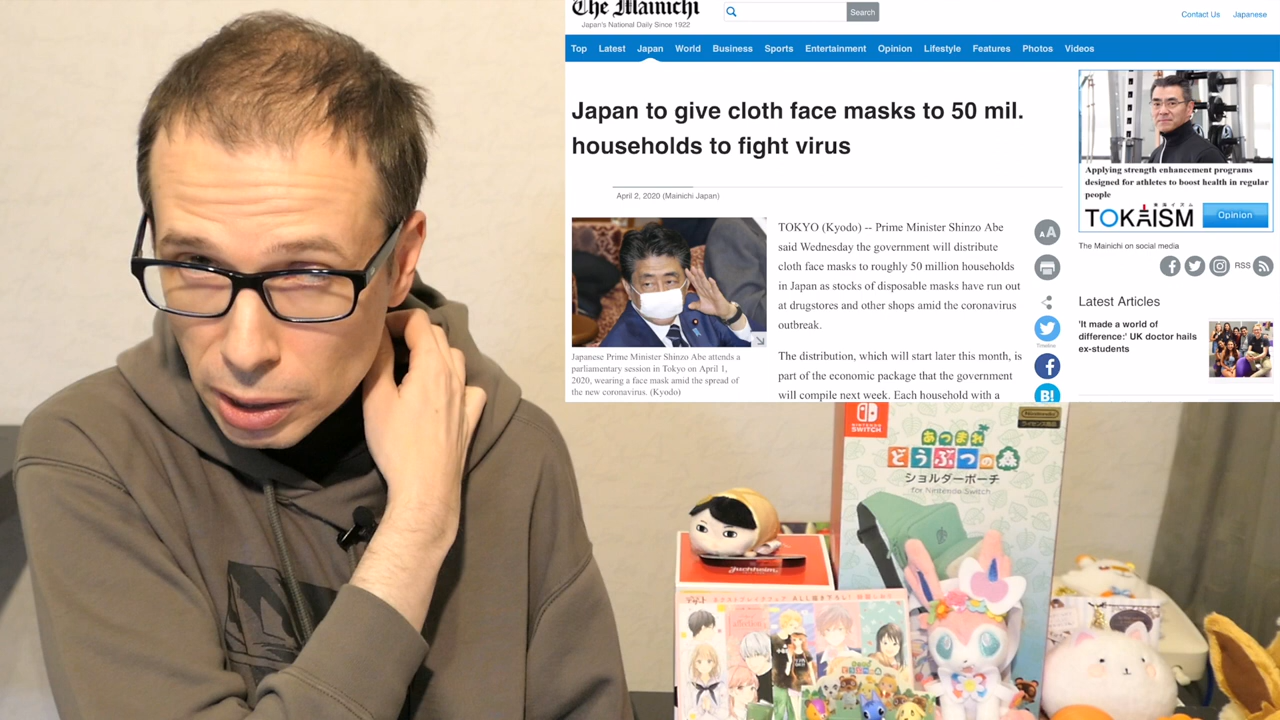 The Mainichi
Japan's National Daily Since 1922
Search
Contact Us
Japanese
Top
Latest
Japan
World
Business
Sports
Entertainment
Opinion
Lifestyle
Features
Photos
Videos
Japan to give cloth face masks to 50 mil.
households to fight virus
April 2, 2020 (Mainichi Japan)
Japanese Prime Minister Shinzo Abe attends a
parliamentary session in Tokyo on April 1,
2020, wearing a face mask amid the spread of
the new coronavirus. (Kyodo)
TOKYO (Kyodo) -- Prime Minister Shinzo Abe
said Wednesday the government will distribute
cloth face masks to roughly 50 million households
in Japan as stocks of disposable masks have run out
at drugstores and other shops amid the coronavirus
outbreak.
The distribution, which will start later this month, is
part of the economic package that the government
will compile next week. Each household with a
AA
B!
Applying strength enhancement programs
designed for athletes to boost health in regular
people
TOKAISM
Opinion
The Mainichi on social media
RSS
Latest Articles
'It made a world of
difference:' UK doctor hails
ex-students
NINTENDO
SWITCH
Nintendo
あつまれ
どうぶつの森
ショルダーポーチ
for Nintendo Switch
Juchheim